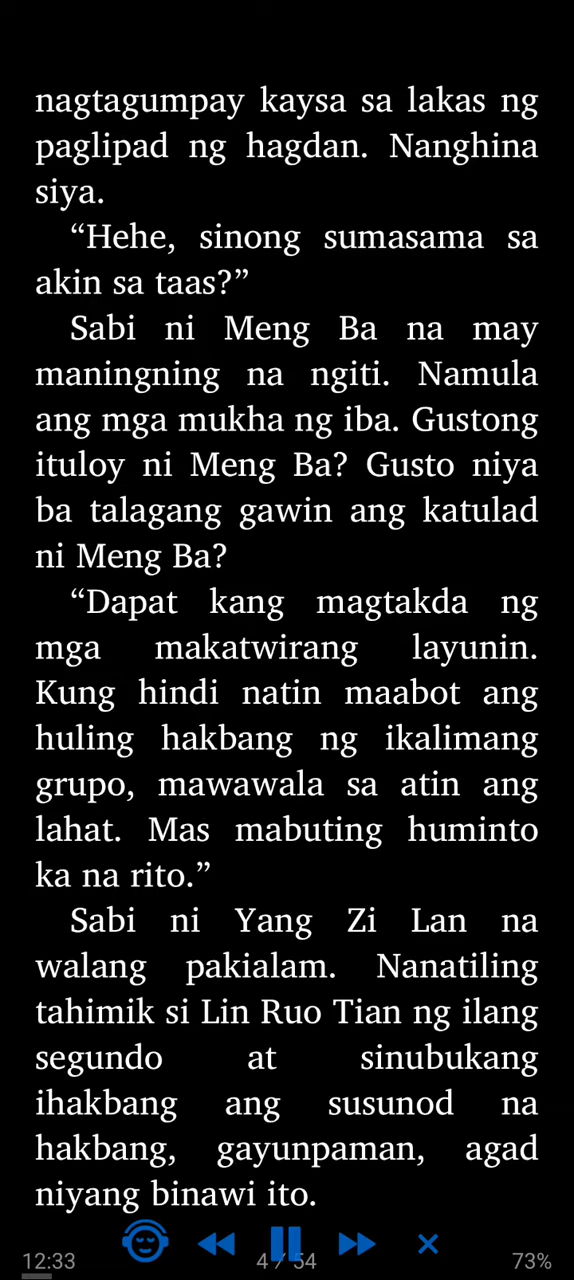 nagtagumpay kaysa sa lakas ng
paglipad ng hagdan. Nanghina
siya.
“Hehe, sinong sumasama sa
akin sa taas?”
Sabi ni Meng Ba na may
maningning na ngiti. Namula
ang mga mukha ng iba. Gustong
ituloy ni Meng Ba? Gusto niya
ba talagang gawin ang katulad
ni Meng Ba?
“Dapat kang magtakda ng
mga makatwirang layunin.
Kung hindi natin maabot ang
huling hakbang ng ikalimang
grupo, mawawala sa atin ang
lahat. Mas mabuting huminto
ka na rito.”
Sabi ni Yang Zi Lan na
walang pakialam. Nanatiling
tahimik si Lin Ruo Tian ng ilang
segundo at sinubukang
ihakbang ang susunod na
hakbang, gayunpaman, agad
niyang binawi ito.
12:33 4 / 54 73%